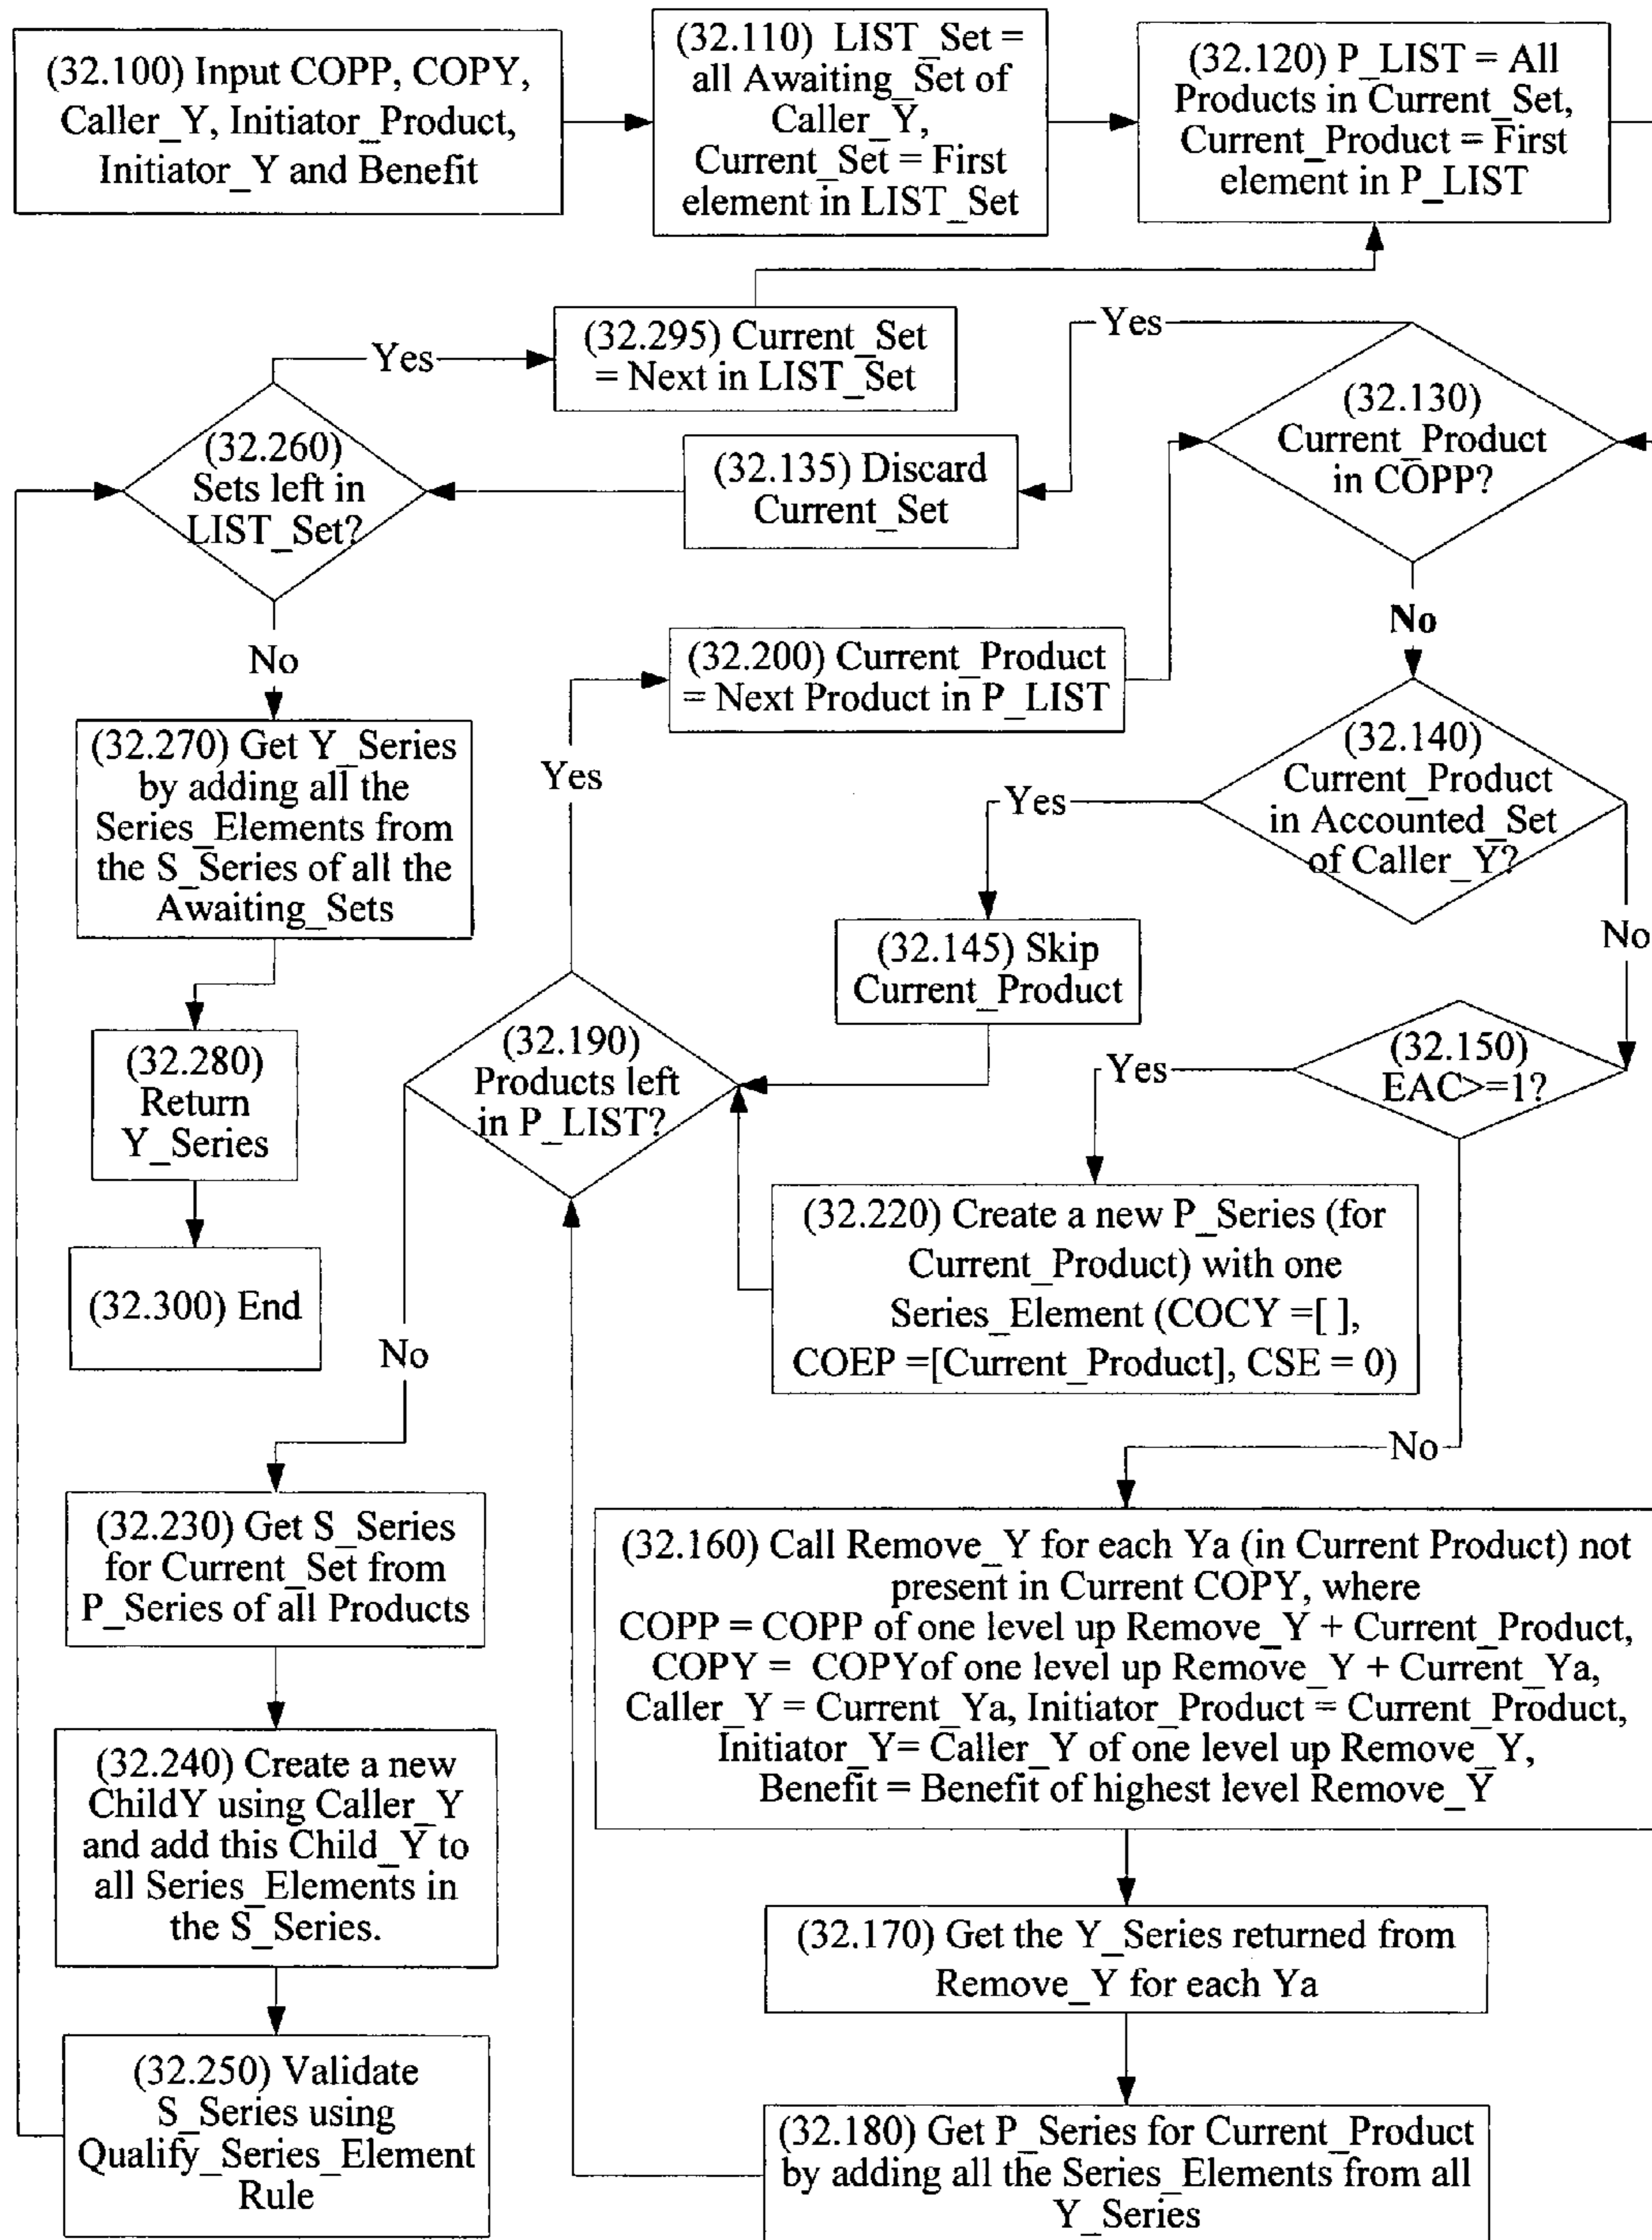 (32.100) Input COPP, COPY,
Caller_Y, Initiator_Product,
Initiator_Y and Benefit
(32.110) LIST_Set =
all Awaiting_Set of
Caller_Y,
Current_Set = First
element in LIST_Set
(32.120) P_LIST = All
Products in Current_Set,
Current_Product = First
element in P_LIST
(32.295) Current_Set
= Next in LIST_Set
Yes
Yes
(32.130)
Current_Product
in COPP?
(32.260)
Sets left in
LIST_Set?
(32.135) Discard
Current_Set
No
No
(32.200) Current_Product
= Next Product in P_LIST
(32.140)
Current_Product
in Accounted_Set
of Caller_Y?
(32.270) Get Y_Series
by adding all the
Series_Elements from
the S_Series of all the
Awaiting_Sets
Yes
Yes
No
(32.145) Skip
Current_Product
(32.190)
Products left
in P_LIST?
(32.150)
EAC>=1?
Yes
(32.280)
Return
Y_Series
(32.220) Create a new P_Series (for
Current_Product) with one
Series_Element (COCY =[ ],
COEP =[Current_Product], CSE = 0)
(32.300) End
No
No
(32.230) Get S_Series
for Current_Set from
P_Series of all Products
(32.160) Call Remove_Y for each Ya (in Current Product) not
present in Current COPY, where
COPP = COPP of one level up Remove_Y + Current_Product,
COPY = COPYof one level up Remove_Y + Current_Ya,
Caller_Y = Current_Ya, Initiator_Product = Current_Product,
Initiator_Y= Caller_Y of one level up Remove_Y,
Benefit = Benefit of highest level Remove_Y
(32.240) Create a new
ChildY using Caller_Y
and add this Child_Y to
all Series_Elements in
the S_Series.
(32.170) Get the Y_Series returned from
Remove_Y for each Ya
(32.250) Validate
S_Series using
Qualify_Series_Element
Rule
(32.180) Get P_Series for Current_Product
by adding all the Series_Elements from all
Y_Series